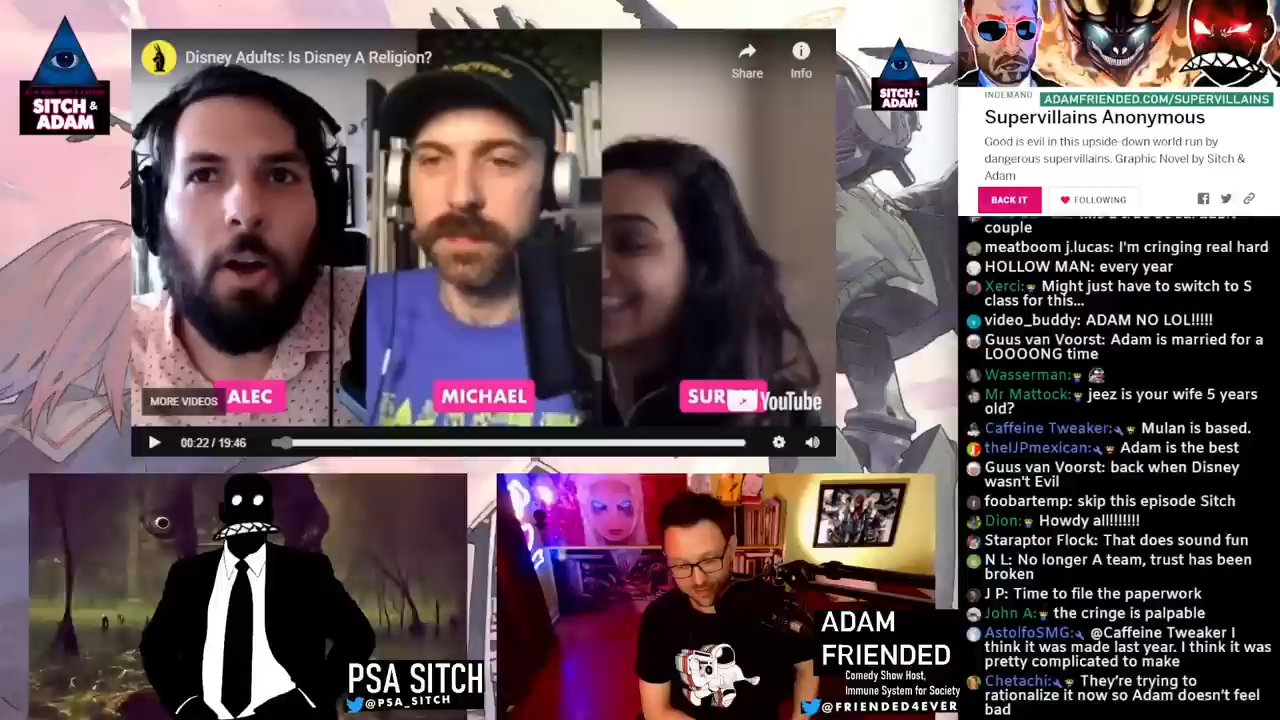 SITCH &
ADAM
Disney Adults: Is Disney A Religion?
Share
Info
SITCH &
ADAM
MORE VIDEOS
ALEC
MICHAEL
SUR
YouTube
00:22 / 19:46
PSA SITCH
@PSA_SITCH
ADAM
FRIENDED
Comedy Show Host,
Immune System for Society
@FRIENDED4EVER
INDEMAND
ADAMFRIENDED.COM/SUPERVILLAINS
Supervillains Anonymous
Good is evil in this upside-down world run by
dangerous supervillains. Graphic Novel by Sitch &
Adam
BACK IT
FOLLOWING
couple
meatboom j.lucas: I'm cringing real hard
HOLLOW MAN: every year
Xerci: Might just have to switch to S
class for this...
video_buddy: ADAM NO LOL!!!!!
Guus van Voorst: Adam is married for a
LOOOONG time
Wasserman:
Mr Mattock: jeez is your wife 5 years
old?
Caffeine Tweaker: Mulan is based.
theIJPmexican: Adam is the best
Guus van Voorst: back when Disney
wasn't Evil
foobartemp: skip this episode Sitch
Dion: Howdy all!!!!!!!
Staraptor Flock: That does sound fun
N L: No longer A team, trust has been
broken
J P: Time to file the paperwork
John A: the cringe is palpable
AstolfoSMG: @Caffeine Tweaker I
think it was made last year. I think it was
pretty complicated to make
Chetachi: They're trying to
rationalize it now so Adam doesn't feel
bad